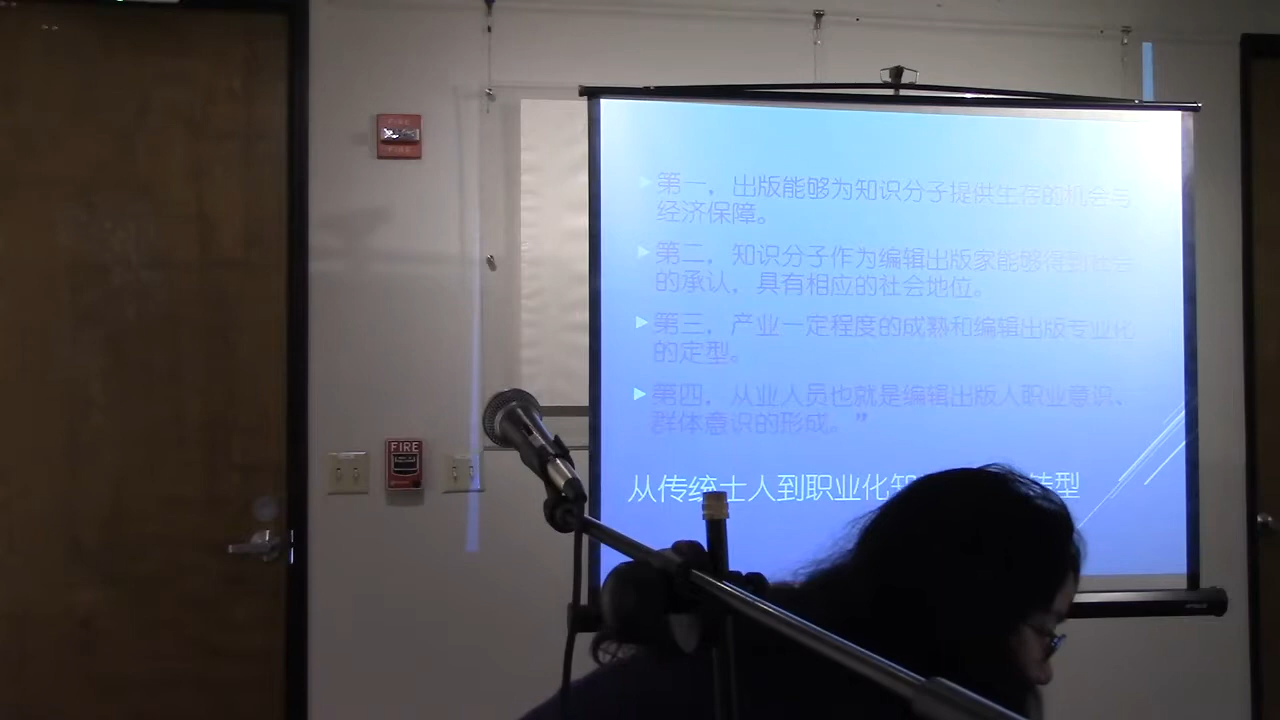 FIRE
FIRE
第一，出版能够为知识分子提供生存的机会与
经济保障。
第二，知识分子作为编辑出版家能够得到社会
的承认，具有相应的社会地位。
第三，产业一定程度的成熟和编辑出版专业化
的定型。
第四，从业人员也就是编辑出版人职业意识、
群体意识的形成。”
从传统士人到职业化知 转型
FIRE